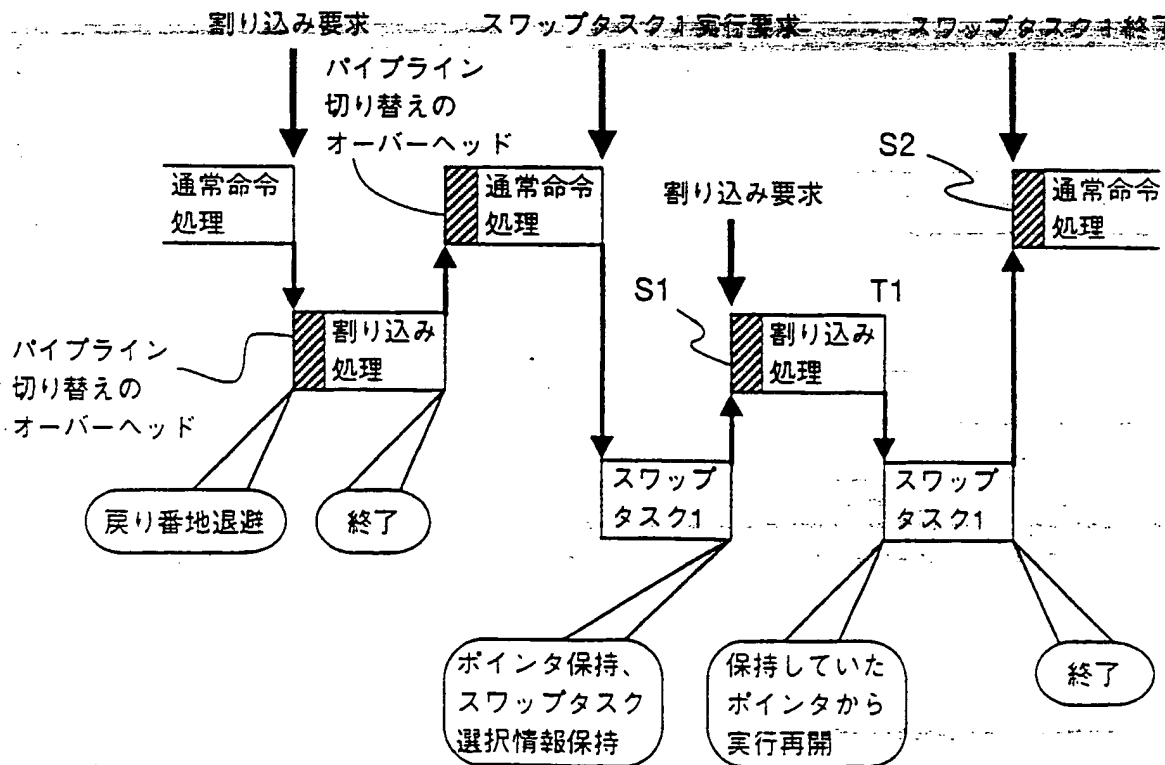 割り込み要求
スワップタスク1実行要求
スワップタスク1終了
パイプライン
切り替えの
オーバーヘッド
通常命令
処理
通常命令
処理
S2
通常命令
処理
割り込み要求
S1
T1
割り込み
処理
割り込み
処理
パイプライン
切り替えの
オーバーヘッド
スワップ
タスク1
スワップ
タスク1
戻り番地退避
終了
ポインタ保持、
スワップタスク
選択情報保持
保持していた
ポインタから
実行再開
終了